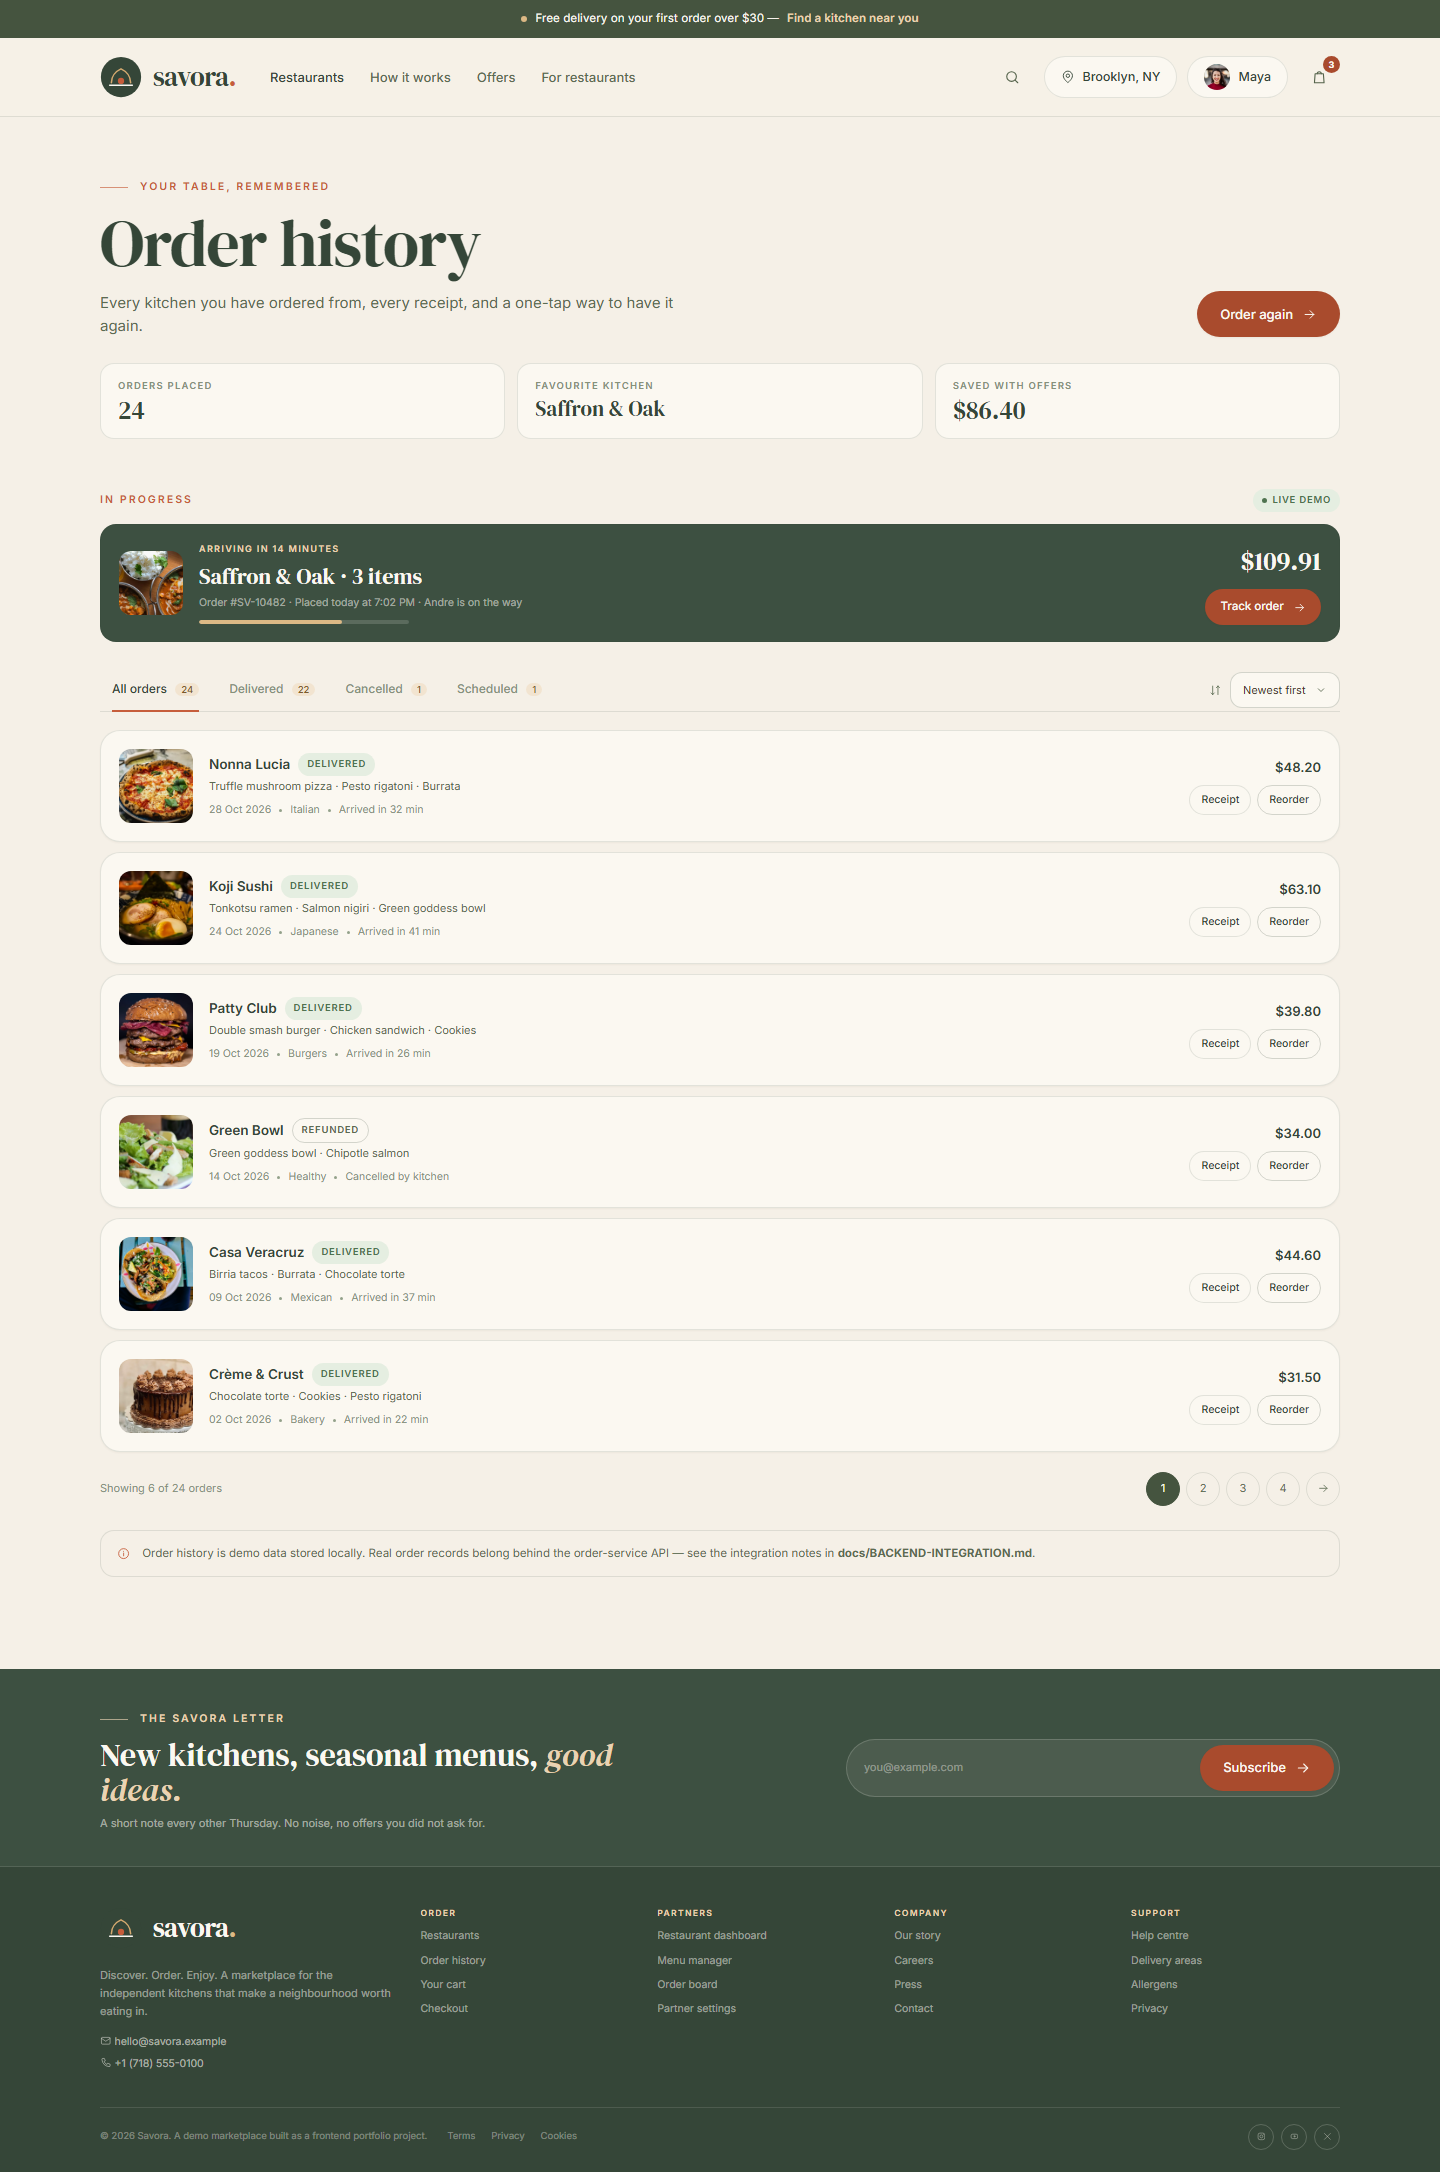 Free delivery on your first order over $30 — Find a kitchen near you
savora.
Restaurants
How it works
Offers
For restaurants
Brooklyn, NY
Maya
3
YOUR TABLE, REMEMBERED
Order history
Every kitchen you have ordered from, every receipt, and a one-tap way to have it
again.
Order again
ORDERS PLACED
24
FAVOURITE KITCHEN
Saffron & Oak
SAVED WITH OFFERS
$86.40
IN PROGRESS
LIVE DEMO
ARRIVING IN 14 MINUTES
Saffron & Oak · 3 items
Order #SV-10482 · Placed today at 7:02 PM · Andre is on the way
$109.91
Track order
All orders 24
Delivered 22
Cancelled 1
Scheduled 1
Newest first
Nonna Lucia DELIVERED
Truffle mushroom pizza · Pesto rigatoni · Burrata
28 Oct 2026 • Italian • Arrived in 32 min
$48.20
Receipt
Reorder
Koji Sushi DELIVERED
Tonkotsu ramen · Salmon nigiri · Green goddess bowl
24 Oct 2026 • Japanese • Arrived in 41 min
$63.10
Receipt
Reorder
Patty Club DELIVERED
Double smash burger · Chicken sandwich · Cookies
19 Oct 2026 • Burgers • Arrived in 26 min
$39.80
Receipt
Reorder
Green Bowl REFUNDED
Green goddess bowl · Chipotle salmon
14 Oct 2026 • Healthy • Cancelled by kitchen
$34.00
Receipt
Reorder
Casa Veracruz DELIVERED
Birria tacos · Burrata · Chocolate torte
09 Oct 2026 • Mexican • Arrived in 37 min
$44.60
Receipt
Reorder
Crème & Crust DELIVERED
Chocolate torte · Cookies · Pesto rigatoni
02 Oct 2026 • Bakery • Arrived in 22 min
$31.50
Receipt
Reorder
Showing 6 of 24 orders
1
2
3
4
Order history is demo data stored locally. Real order records belong behind the order-service API — see the integration notes in docs/BACKEND-INTEGRATION.md.
THE SAVORA LETTER
New kitchens, seasonal menus, good
ideas.
A short note every other Thursday. No noise, no offers you did not ask for.
you@example.com
Subscribe
savora.
Discover. Order. Enjoy. A marketplace for the
independent kitchens that make a neighbourhood worth
eating in.
hello@savora.example
+1 (718) 555-0100
ORDER
Restaurants
Order history
Your cart
Checkout
PARTNERS
Restaurant dashboard
Menu manager
Order board
Partner settings
COMPANY
Our story
Careers
Press
Contact
SUPPORT
Help centre
Delivery areas
Allergens
Privacy
© 2026 Savora. A demo marketplace built as a frontend portfolio project.
Terms
Privacy
Cookies